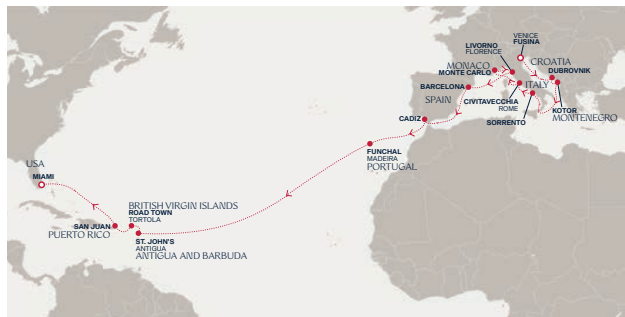 VENICE
FUSINA
CROATIA
DUBROVNIK
KOTOR
MONTENEGRO
ITALY
SORRENTO
CIVITAVECCHIA
ROME
LIVORNO
FLORENCE
MONACO
MONTE CARLO
BARCELONA
SPAIN
CADIZ
FUNCHAL
MADEIRA
PORTUGAL
ST. JOHN'S
ANTIGUA
ANTIGUA AND BARBUDA
BRITISH VIRGIN ISLANDS
ROAD TOWN
TORTOLA
SAN JUAN
PUERTO RICO
USA
MIAMI